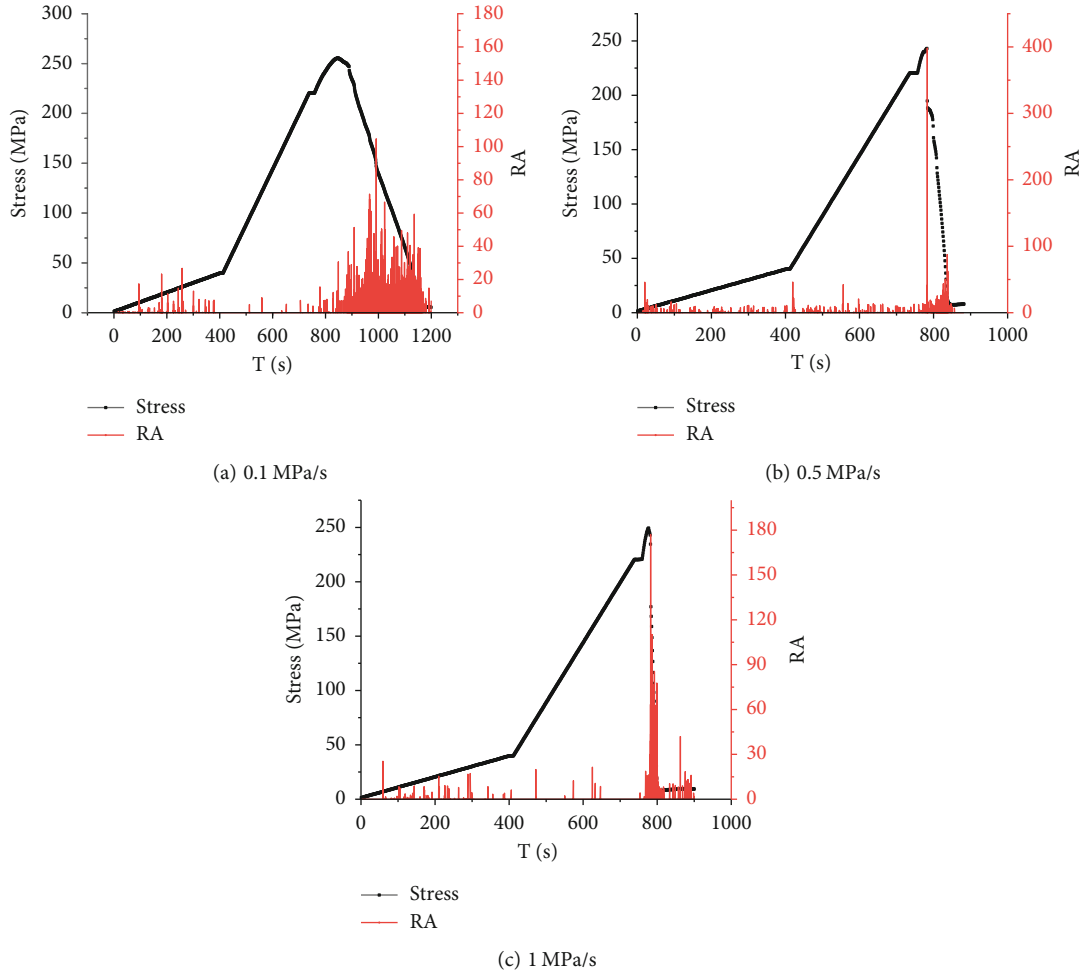 300
250
200
150
100
50
0
Stress (MPa)
0 200 400 600 800 1000 1200
T (s)
180
160
140
120
100
80
60
40
20
0
RA
Stress
RA
(a) 0.1 MPa/s
250
200
150
100
50
0
Stress (MPa)
0 200 400 600 800 1000
T (s)
400
300
200
100
0
RA
Stress
RA
(b) 0.5 MPa/s
250
200
150
100
50
0
Stress (MPa)
0 200 400 600 800 1000
T (s)
180
150
120
90
60
30
0
RA
Stress
RA
(c) 1 MPa/s